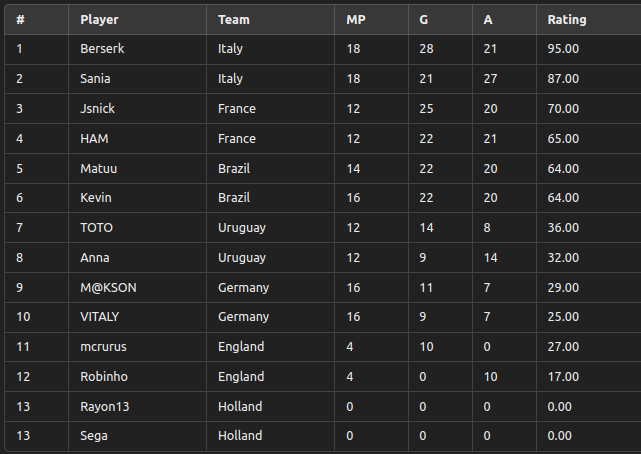 # Player Team MP G A Rating
1 Berserk Italy 18 28 21 95.00
2 Sania Italy 18 21 27 87.00
3 Jsnick France 12 25 20 70.00
4 HAM France 12 22 21 65.00
5 Matuu Brazil 14 22 20 64.00
6 Kevin Brazil 16 22 20 64.00
7 TOTO Uruguay 12 14 8 36.00
8 Anna Uruguay 12 9 14 32.00
9 M@KSON Germany 16 11 7 29.00
10 VITALY Germany 16 9 7 25.00
11 mcrurus England 4 10 0 27.00
12 Robinho England 4 0 10 17.00
13 Rayon13 Holland 0 0 0 0.00
13 Sega Holland 0 0 0 0.00